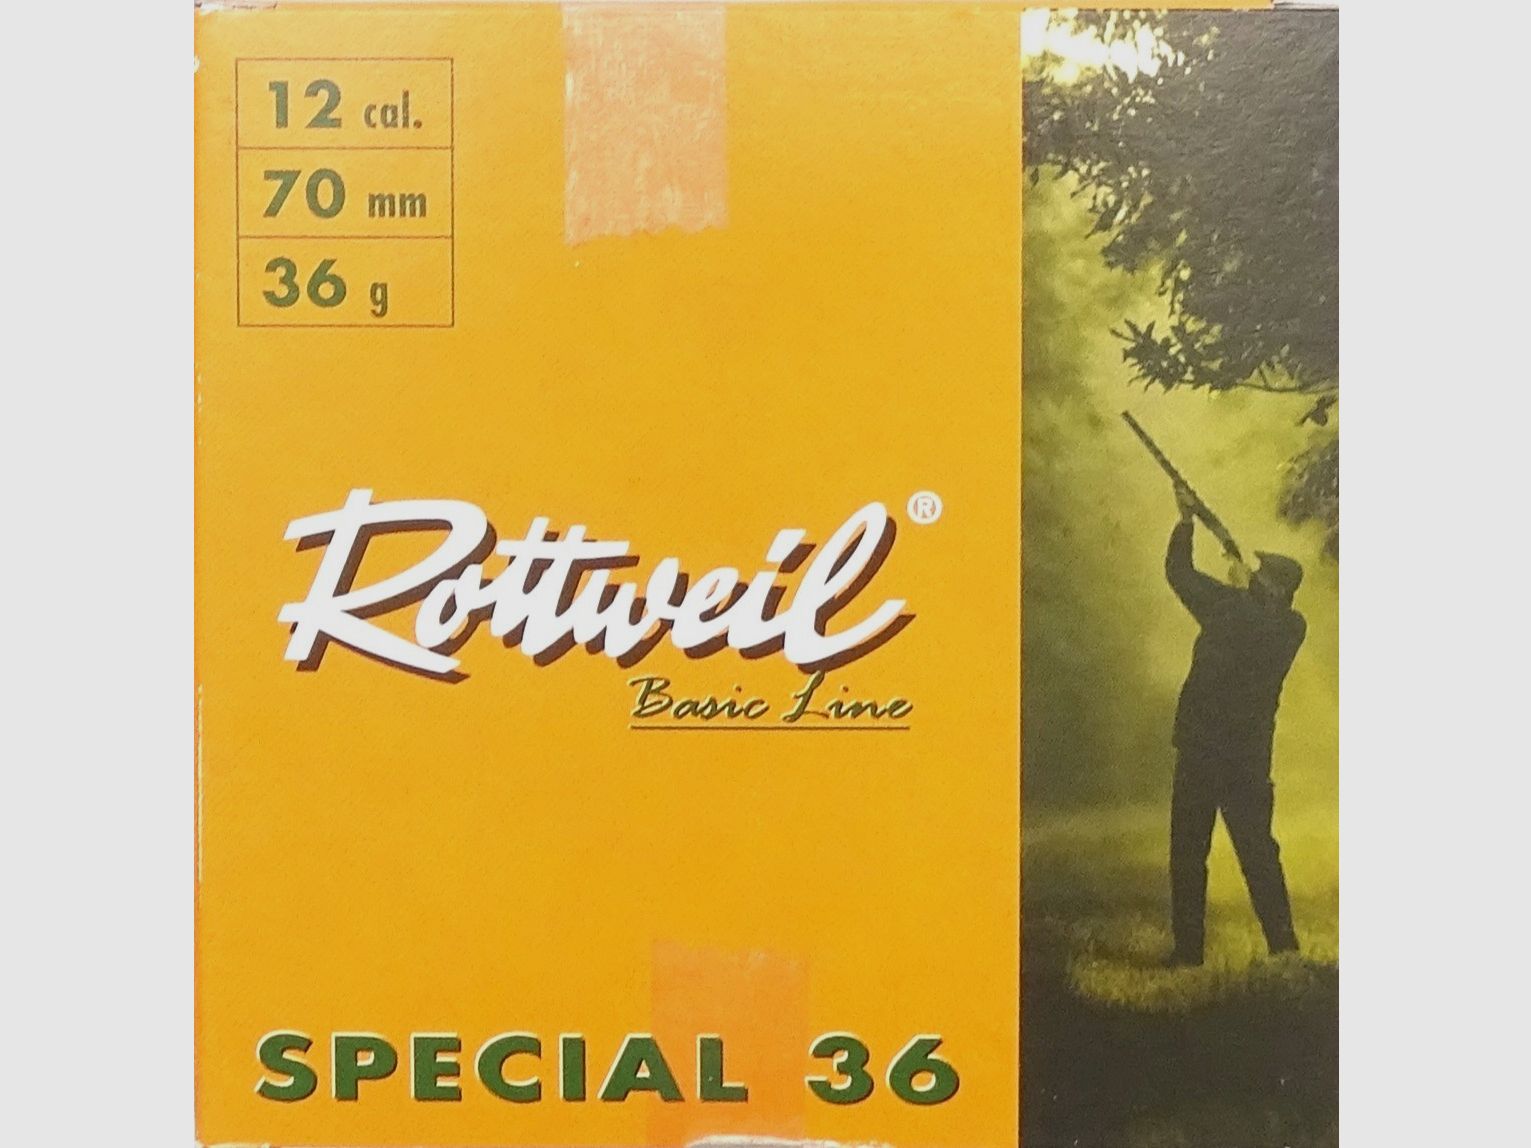 12 cal.
70 mm
36 g
Rottweil®
Basic Line
SPECIAL 36